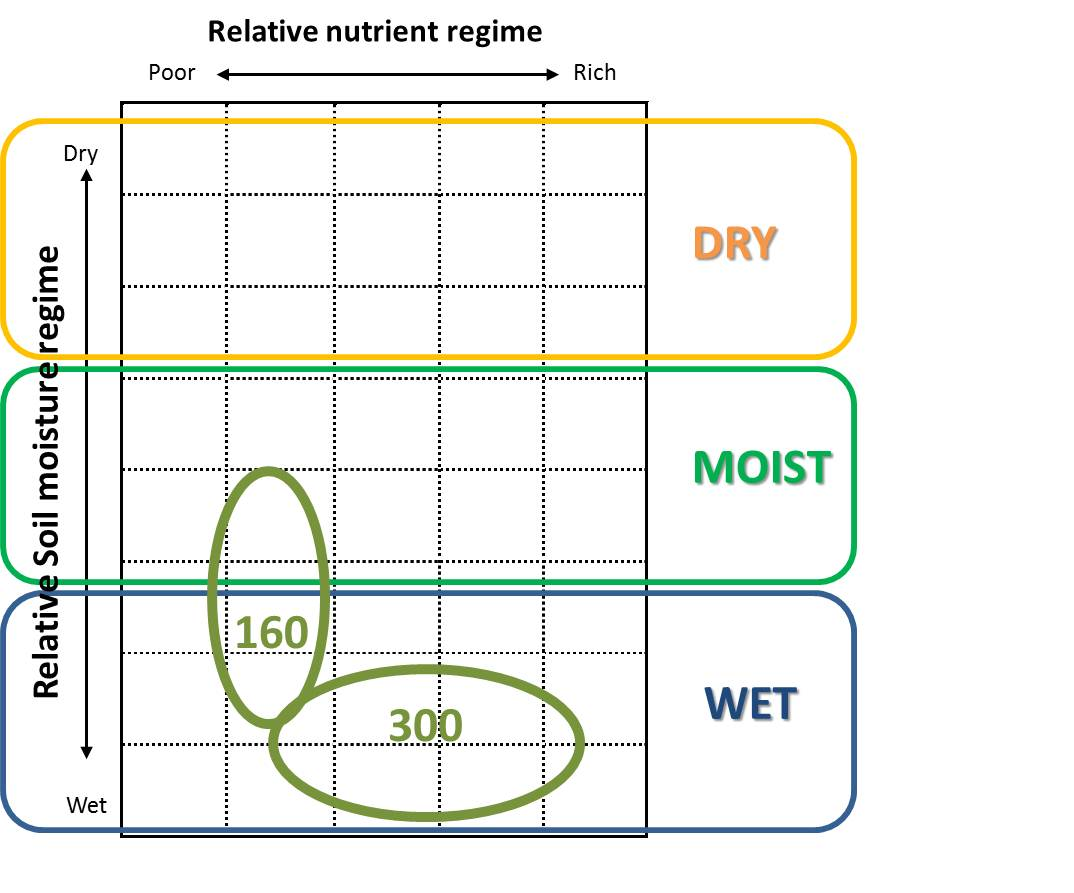 Relative nutrient regime
Poor
Rich
Dry
Relative Soil moisture regime
DRY
MOIST
160
WET
300
Wet